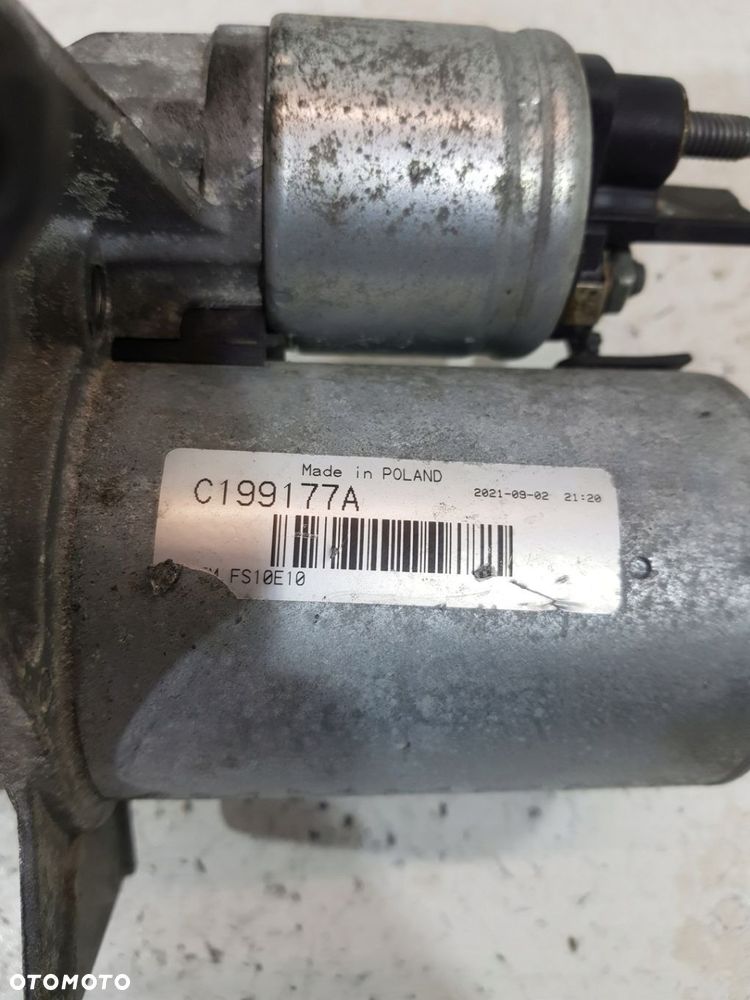 Made in POLAND
C199177A 2021-09-02 21:20
FS10E10
OTOMOTO